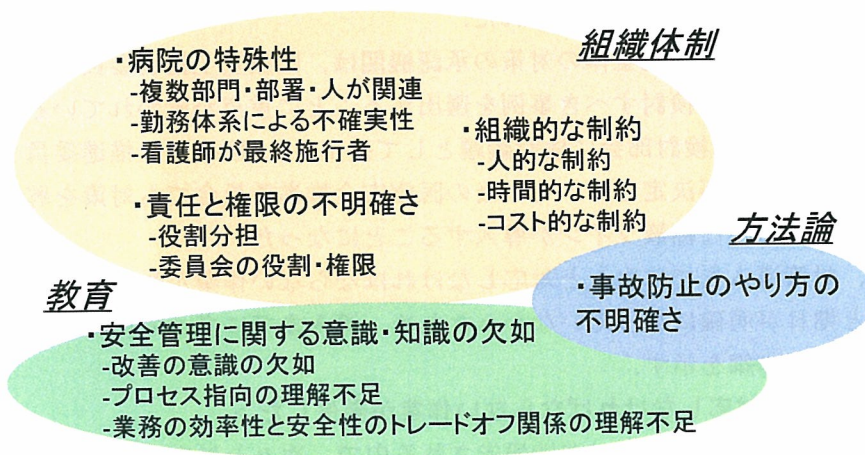 組織体制
・病院の特殊性
-複数部門・部署・人が関連
-勤務体系による不確実性
-看護師が最終施行者
・責任と権限の不明確さ
-役割分担
-委員会の役割・権限
・組織的な制約
-人的な制約
-時間的な制約
-コスト的な制約
方法論
・事故防止のやり方の
不明確さ
教育
・安全管理に関する意識・知識の欠如
-改善の意識の欠如
-プロセス指向の理解不足
-業務の効率性と安全性のトレードオフ関係の理解不足